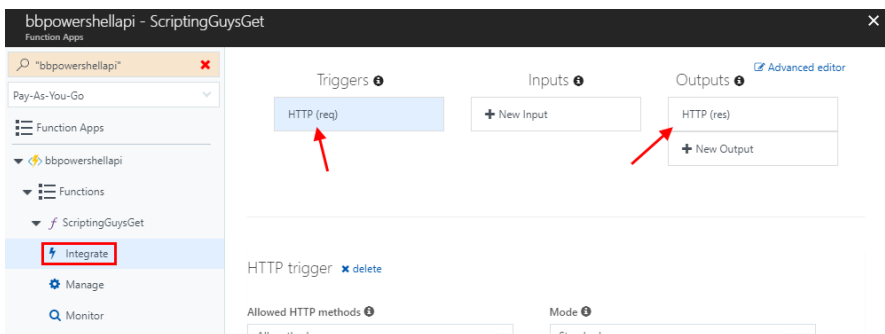 bbpowershellapi - ScriptingGuysGet
Function Apps
"bbpowershellapi"
Pay-As-You-Go
Function Apps
bbpowershellapi
Functions
f ScriptingGuysGet
Integrate
Manage
Monitor
Advanced editor
Triggers Inputs Outputs
HTTP (req) New Input HTTP (res)
New Output
HTTP trigger delete
Allowed HTTP methods Mode